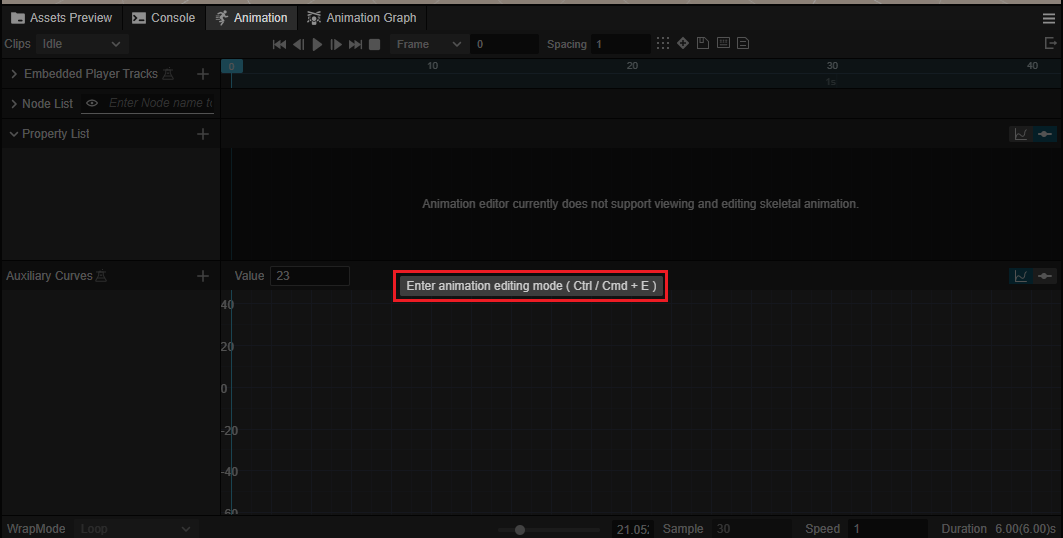 Assets Preview Console Animation Animation Graph
Clips Idle Frame 0 Spacing 1
Embedded Player Tracks 0 10 20 30 40
1s
Node List Enter Node name to
Property List
Animation editor currently does not support viewing and editing skeletal animation.
Auxiliary Curves Value 23
Enter animation editing mode ( Ctrl / Cmd + E )
40
20
0
-20
-40
-60
WrapMode Loop 21.052 Sample 30 Speed 1 Duration 6.00(6.00)s